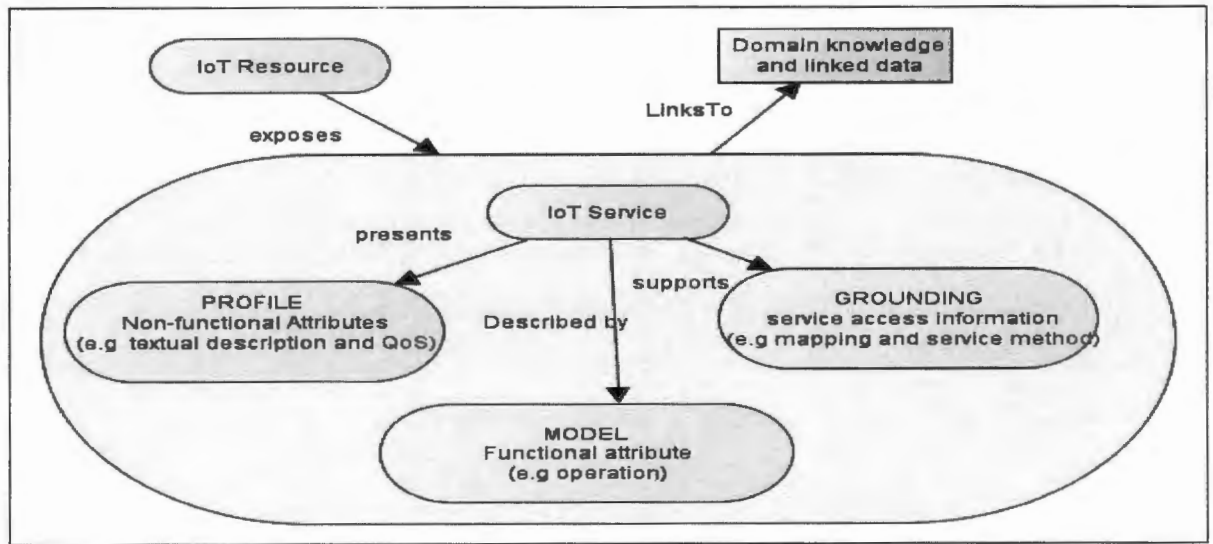 IoT Resource
Domain knowledge
and linked data
exposes
LinksTo
IoT Service
presents
supports
PROFILE
Non-functional Attributes
(e.g textual description and QoS)
Described by
GROUNDING
service access information
(e.g mapping and service method)
MODEL
Functional attribute
(e.g operation)